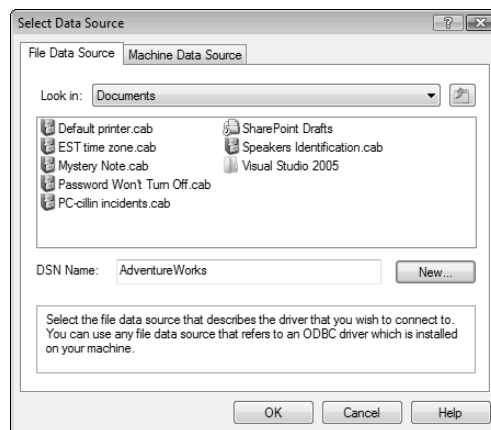 Select Data Source
File Data Source
Machine Data Source
Look in:
Documents
Default printer.cab
EST time zone.cab
Mystery Note.cab
Password Won't Turn Off.cab
PC-cillin incidents.cab
SharePoint Drafts
Speakers Identification.cab
Visual Studio 2005
DSN Name:
AdventureWorks
New...
Select the file data source that describes the driver that you wish to connect to.
You can use any file data source that refers to an ODBC driver which is installed
on your machine.
OK
Cancel
Help